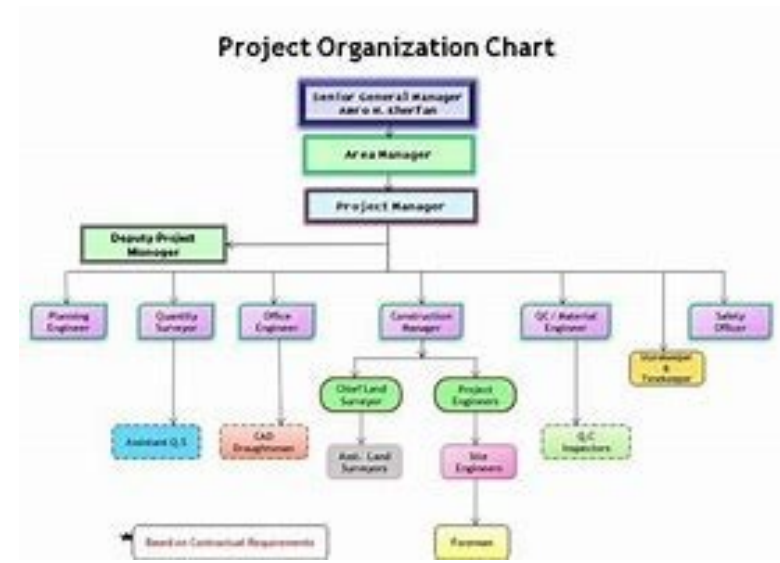 Project Organization Chart
Senior General Manager
Amro H. Kherfan
Area Manager
Project Manager
Deputy Project
Manager
Planning
Engineer
Quantity
Surveyor
Office
Engineer
Construction
Manager
QC / Material
Engineer
Safety
Officer
Storekeeper
&
Timekeeper
Chief Land
Surveyor
Project
Engineers
Assistant Q.S
CAD
Draughtsman
Asst. Land
Surveyors
Site
Engineers
Q.C
Inspectors
Based on Contractual Requirements
Foreman